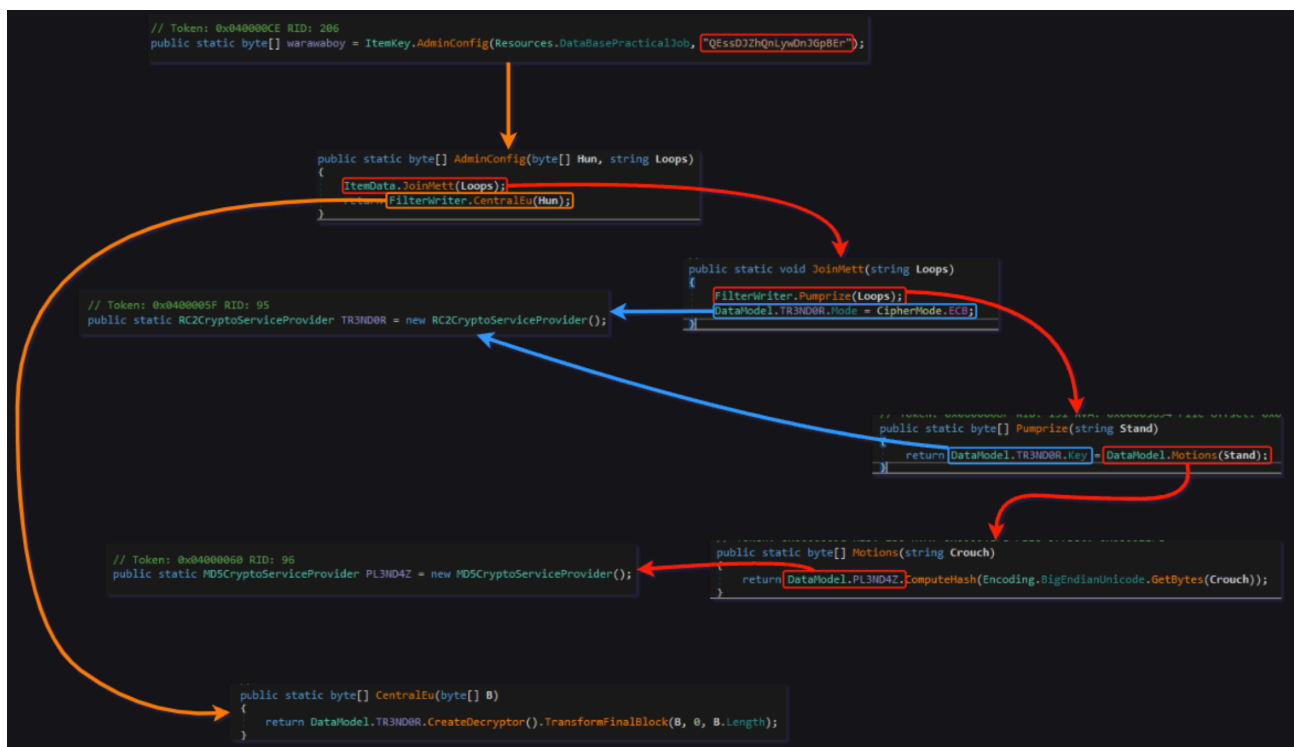 // Token: 0x040000CE RID: 206
public static byte[] warawaboy = ItemKey.AdminConfig(Resources.DataBasePracticalJob, "QEssDJZhQnLywDnJGpBEr");
public static byte[] AdminConfig(byte[] Hun, string Loops)
{
ItemData.JoinMett(Loops);
return FilterWriter.CentralEu(Hun);
}
public static void JoinMett(string Loops)
{
FilterWriter.Pumprize(Loops);
DataModel.TR3ND0R.Mode = CipherMode.ECB;
}
// Token: 0x0400005F RID: 95
public static RC2CryptoServiceProvider TR3ND0R = new RC2CryptoServiceProvider();
public static byte[] Pumprize(string Stand)
{
return DataModel.TR3ND0R.Key = DataModel.Motions(Stand);
}
// Token: 0x04000060 RID: 96
public static MD5CryptoServiceProvider PL3ND4Z = new MD5CryptoServiceProvider();
public static byte[] Motions(string Crouch)
{
return DataModel.PL3ND4Z.ComputeHash(Encoding.BigEndianUnicode.GetBytes(Crouch));
}
public static byte[] CentralEu(byte[] B)
{
return DataModel.TR3ND0R.CreateDecryptor().TransformFinalBlock(B, 0, B.Length);
}